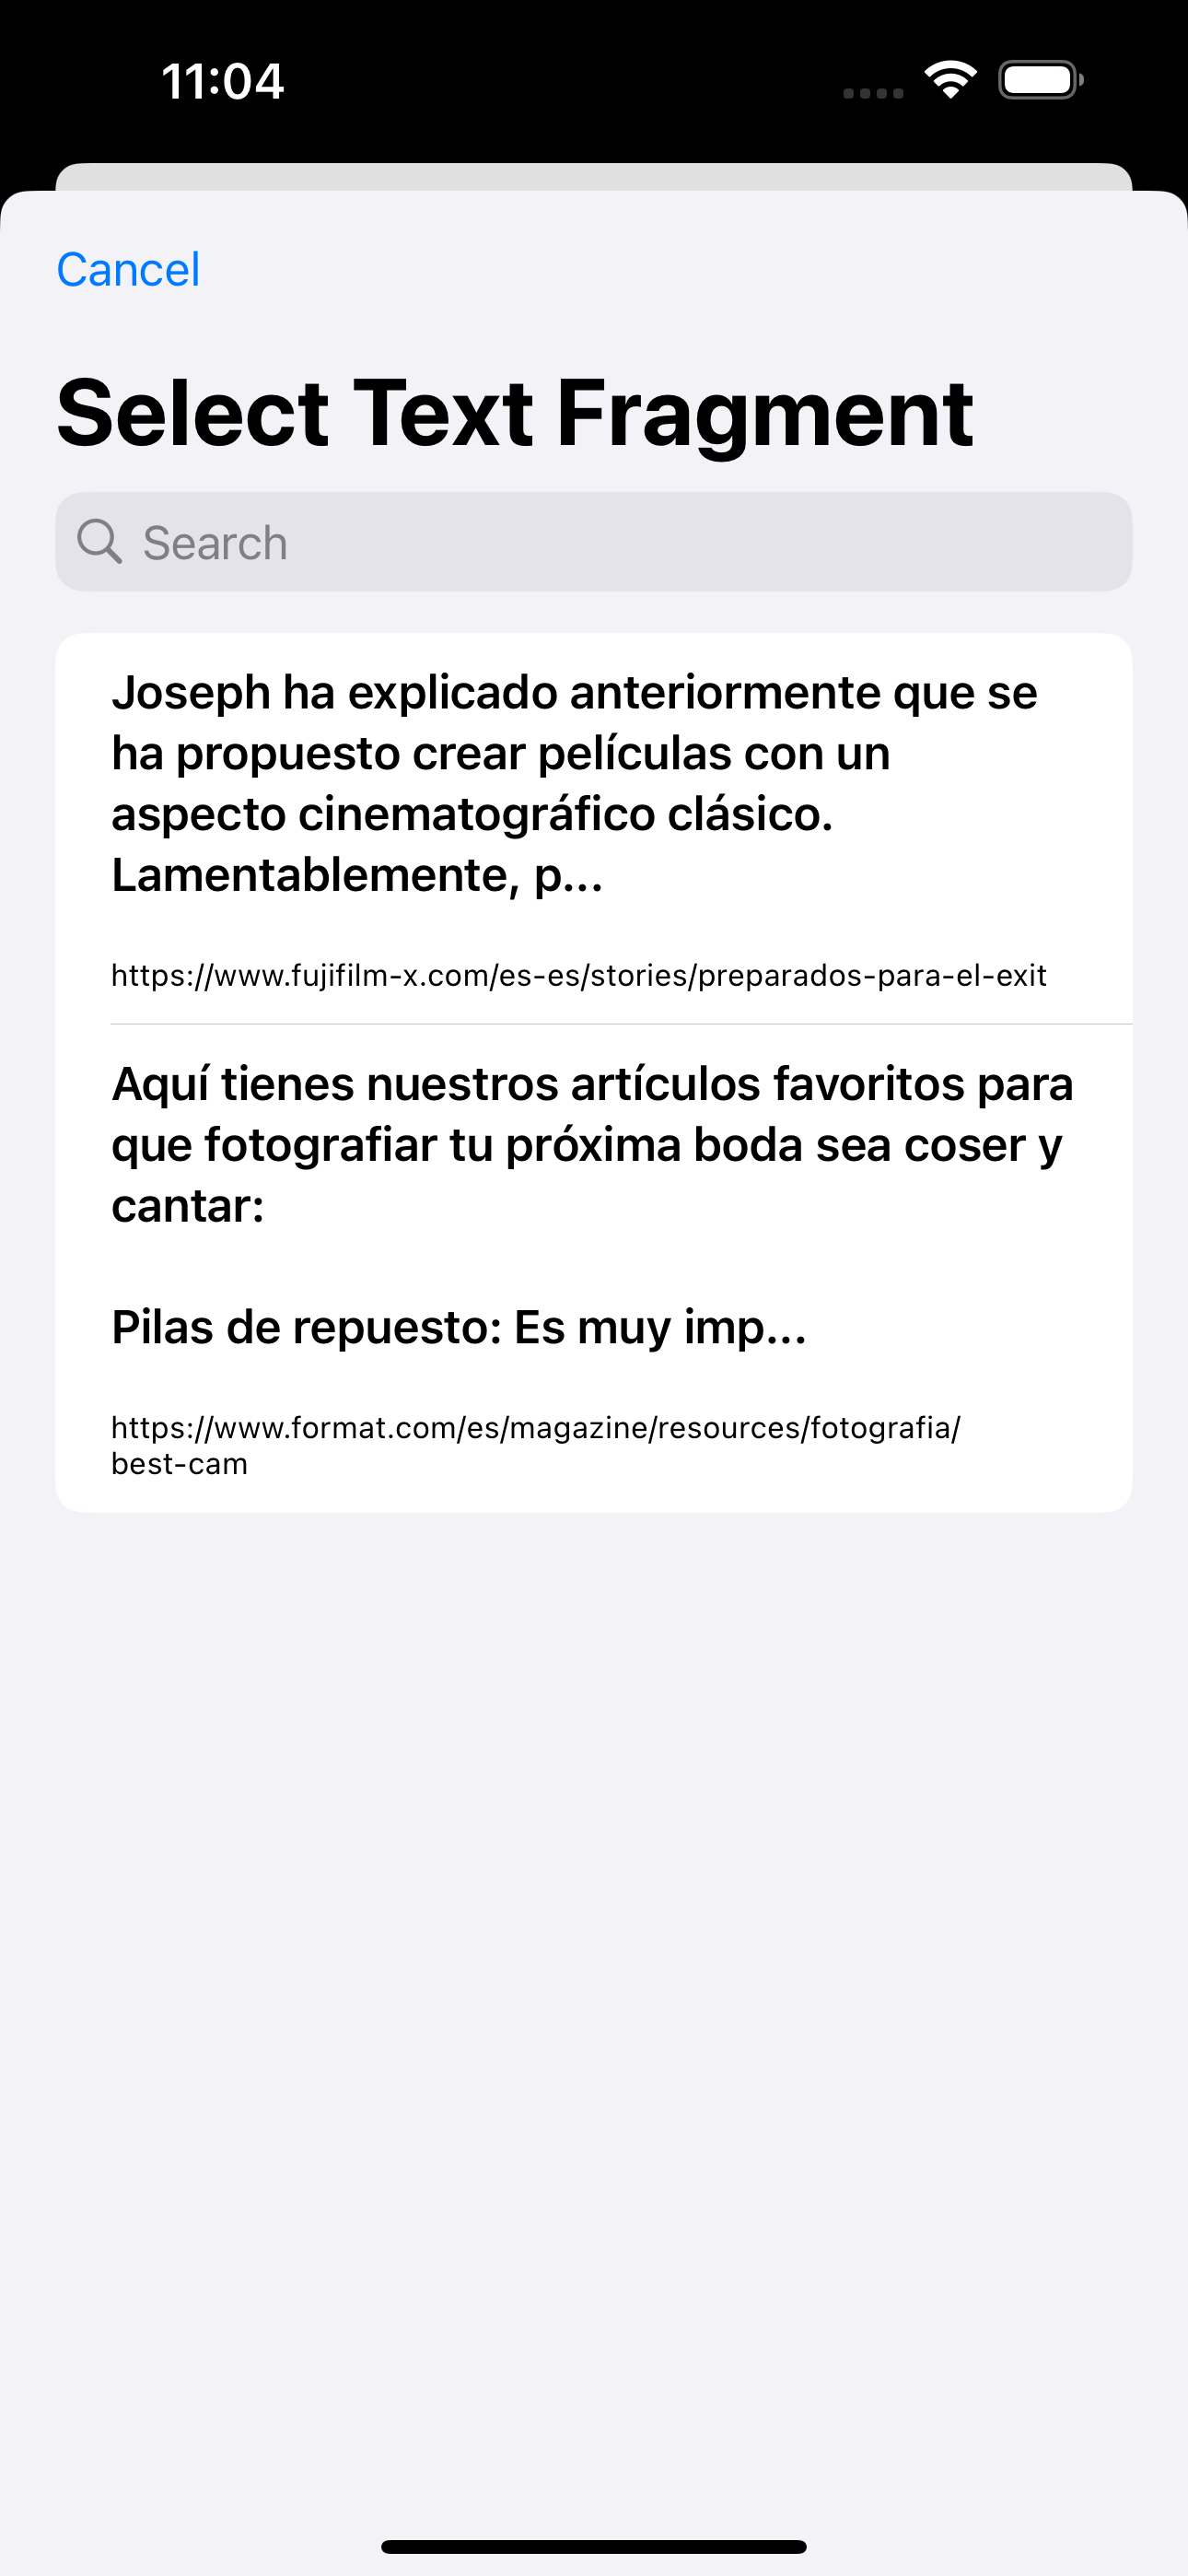 11:04
Cancel
Select Text Fragment
Search
Joseph ha explicado anteriormente que se
ha propuesto crear películas con un
aspecto cinematográfico clásico.
Lamentablemente, p...
https://www.fujifilm-x.com/es-es/stories/preparados-para-el-exit
Aquí tienes nuestros artículos favoritos para
que fotografiar tu próxima boda sea coser y
cantar:
Pilas de repuesto: Es muy imp...
https://www.format.com/es/magazine/resources/fotografia/
best-cam